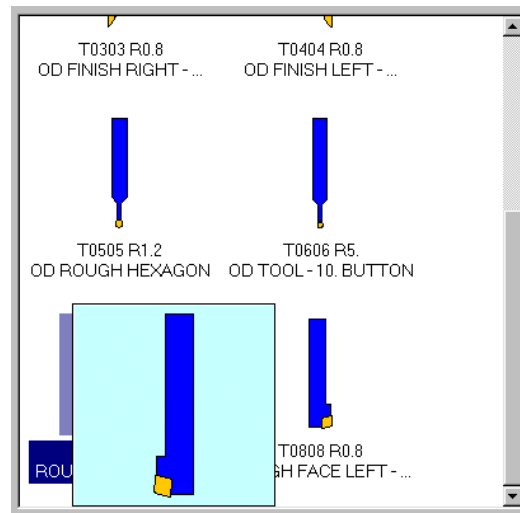 T0303 R0.8 T0404 R0.8
OD FINISH RIGHT - ... OD FINISH LEFT - ...
T0505 R1.2 T0606 R5.
OD ROUGH HEXAGON OD TOOL - 10. BUTTON
T0808 R0.8
ROU GH FACE LEFT - ...